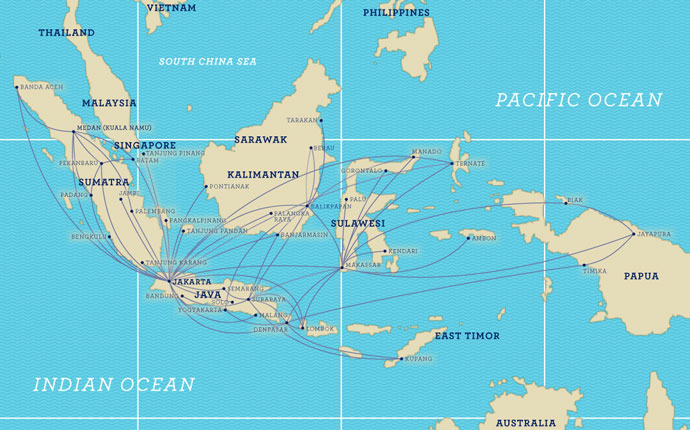 VIETNAM
PHILIPPINES
THAILAND
SOUTH CHINA SEA
BANDA ACEH
PACIFIC OCEAN
MALAYSIA
TARAKAN
MEDAN (KUALA NAMU)
SARAWAK
SINGAPORE
BERAU
TANJUNG PINANG
BATAM
MANADO
PEKANBARU
TERNATE
GORONTALO
KALIMANTAN
SUMATRA
PONTIANAK
PADANG
JAMBI
PALU
BIAK
BALIKPAPAN
PALEMBANG
PALANGKA
RAYA
PANGKALPINANG
SULAWESI
TANJUNG PANDAN
BANJARMASIN
JAYAPURA
BENGKULU
AMBON
KENDARI
TANJUNG KARANG
MAKASSAR
TIMIKA
PAPUA
JAKARTA
SEMARANG
BANDUNG
JAVA
SOLO
SURABAYA
YOGYAKARTA
MALANG
DENPASAR
LOMBOK
EAST TIMOR
KUPANG
INDIAN OCEAN
AUSTRALIA